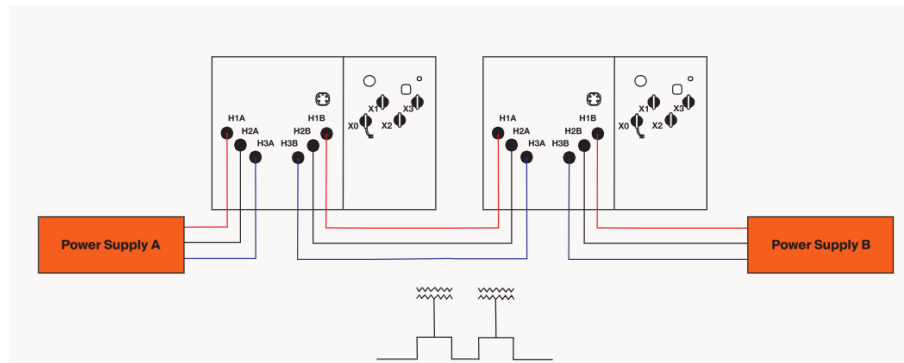 H1A
H2A
H3A
H3B
H2B
H1B
X0
X1
X2
X3
H1A
H2A
H3A
H3B
H2B
H1B
X0
X1
X2
X3
Power Supply A
Power Supply B